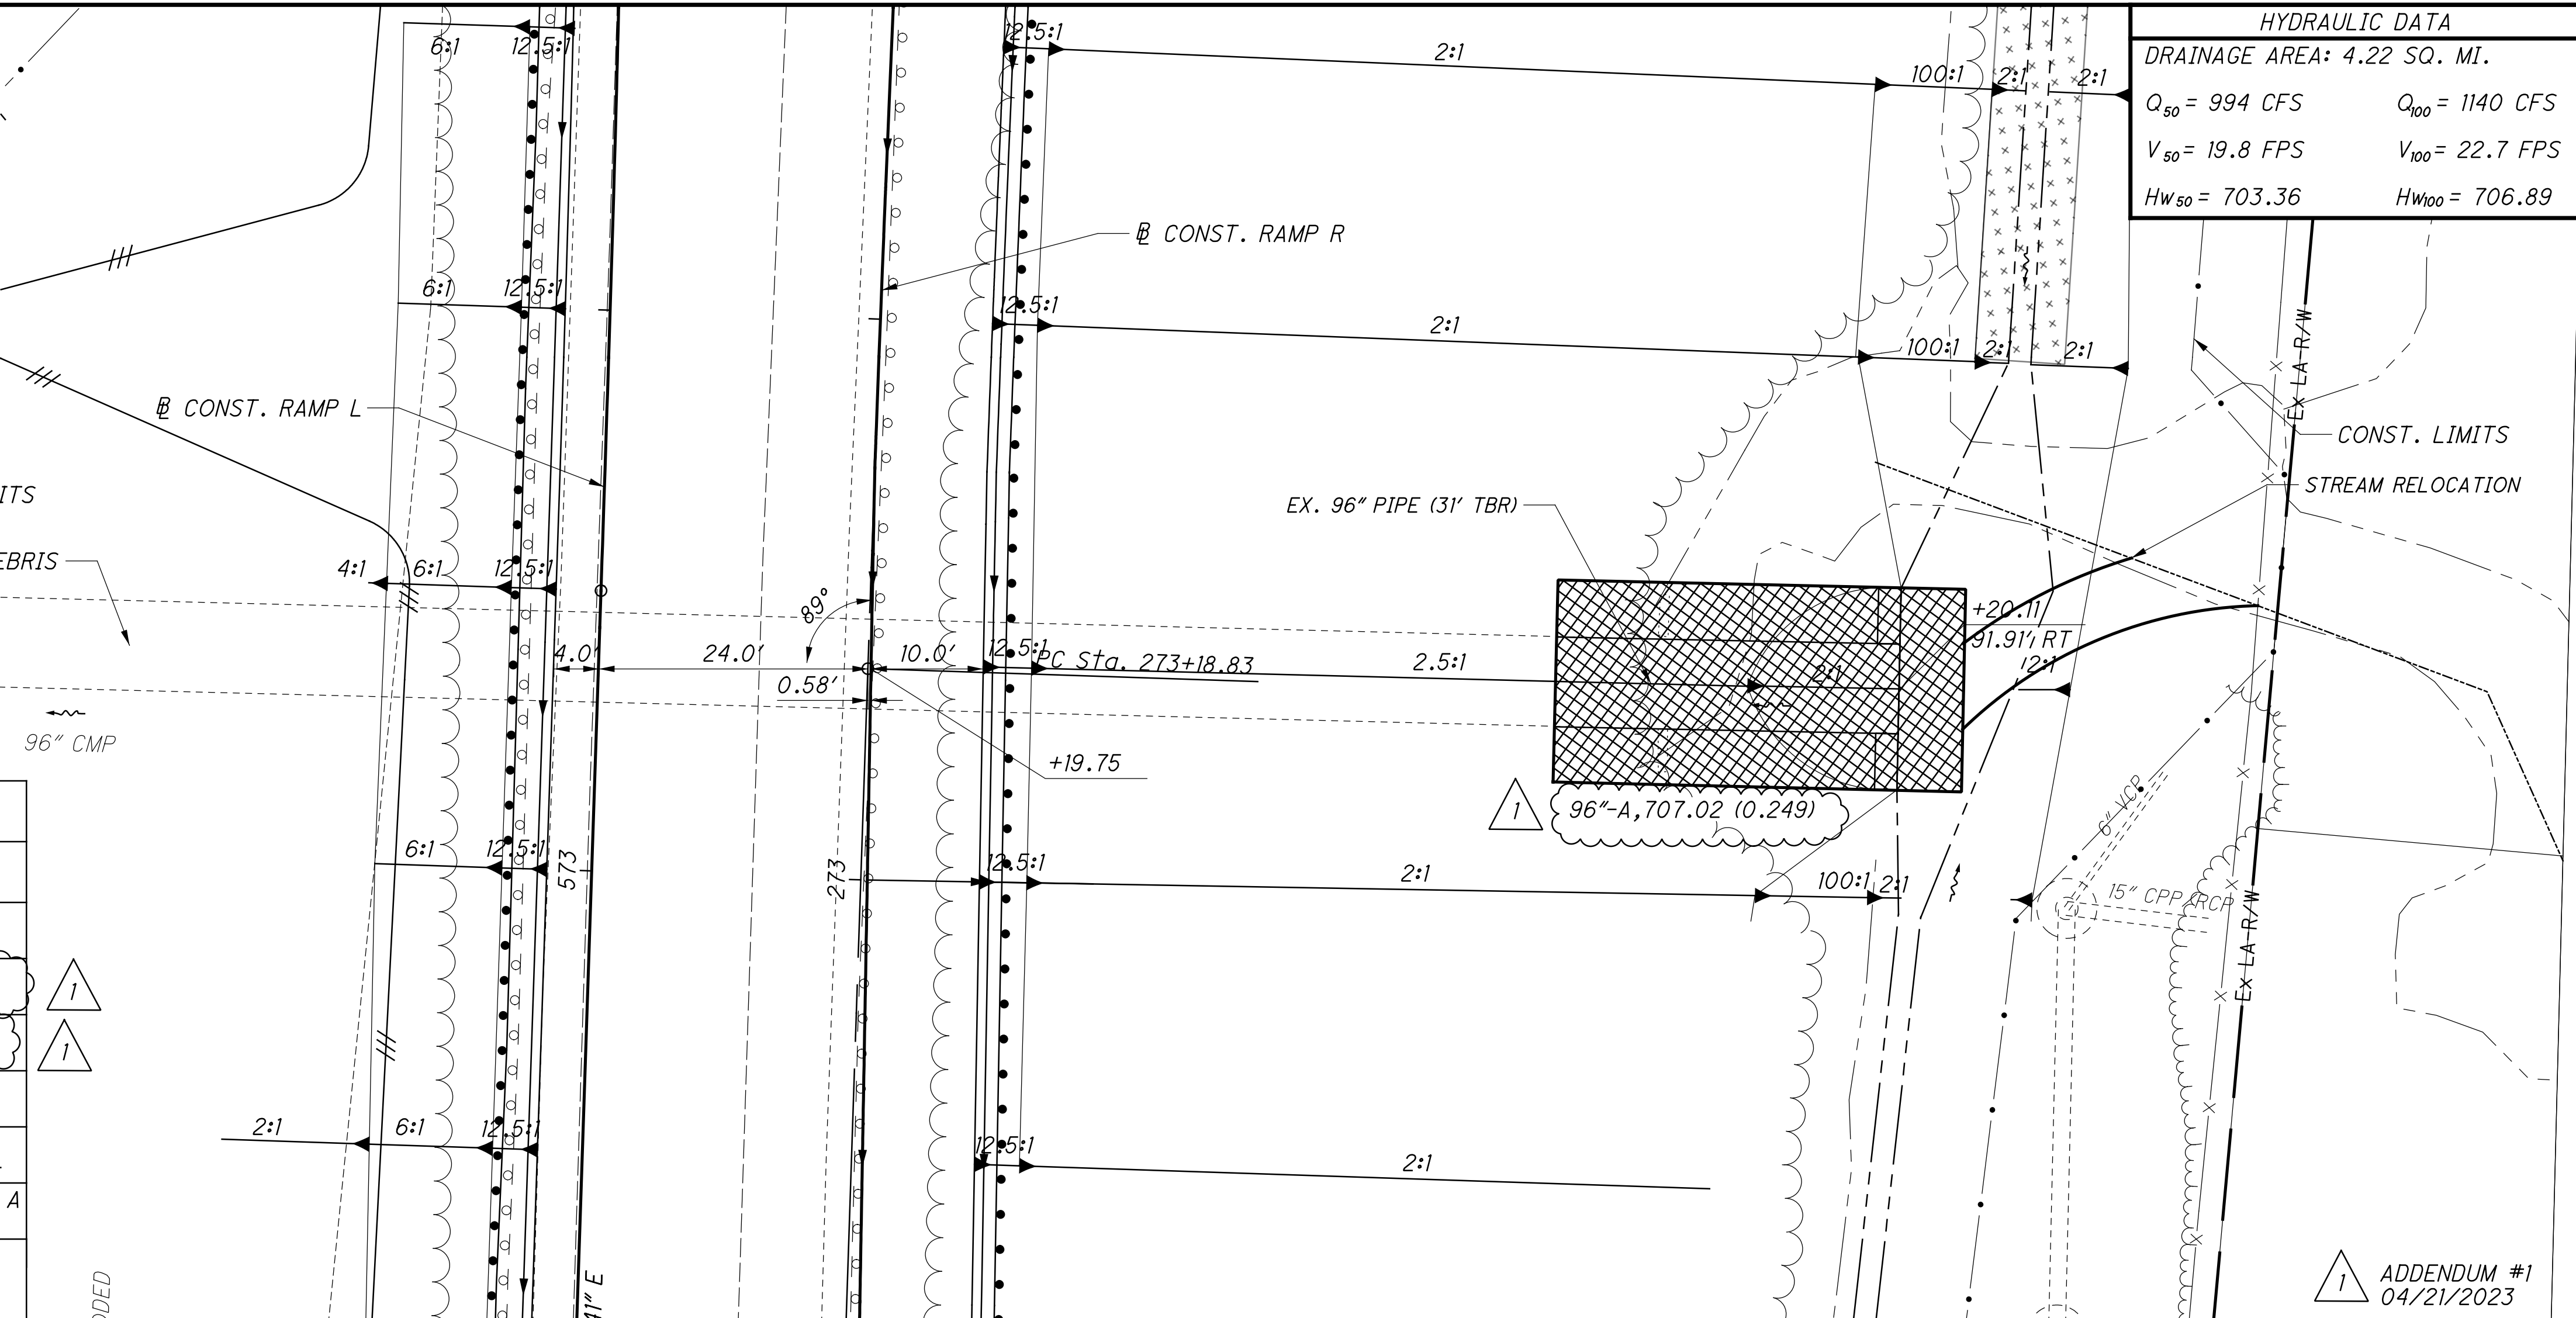 HYDRAULIC DATA
DRAINAGE AREA: 4.22 SQ. MI.
Q50 = 994 CFS Q100 = 1140 CFS
V50 = 19.8 FPS V100 = 22.7 FPS
HW50 = 703.36 HW100 = 706.89
6:1 12.5:1 12.5:1 2:1 100:1 2:1 2:1
BL CONST. RAMP R
6:1 12.5:1 12.5:1 2:1 100:1 2:1 2:1
Ex LA R/W
BL CONST. RAMP L
CONST. LIMITS
ITS
STREAM RELOCATION
EX. 96" PIPE (31' TBR)
EBRIS
4:1 6:1 12.5:1
89°
+20.11
91.91', RT
4.0' 24.0' 10.0' 12.5:1 PC Sta. 273+18.83 2.5:1 2:1 2:1
0.58'
96" CMP
+19.75
1 96"-A,707.02 (0.249)
6" VCP
6:1 12.5:1 573 273 12.5:1 2:1 100:1 2:1
15" CPP/RCP
Ex LA R/W
1
1
2:1 6:1 12.5:1 12.5:1 2:1
A
DDED
41" E
1 ADDENDUM #1
04/21/2023